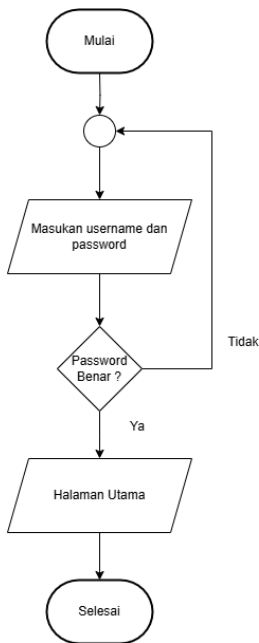 Mulai
Masukan username dan
password
Password
Benar ?
Tidak
Ya
Halaman Utama
Selesai